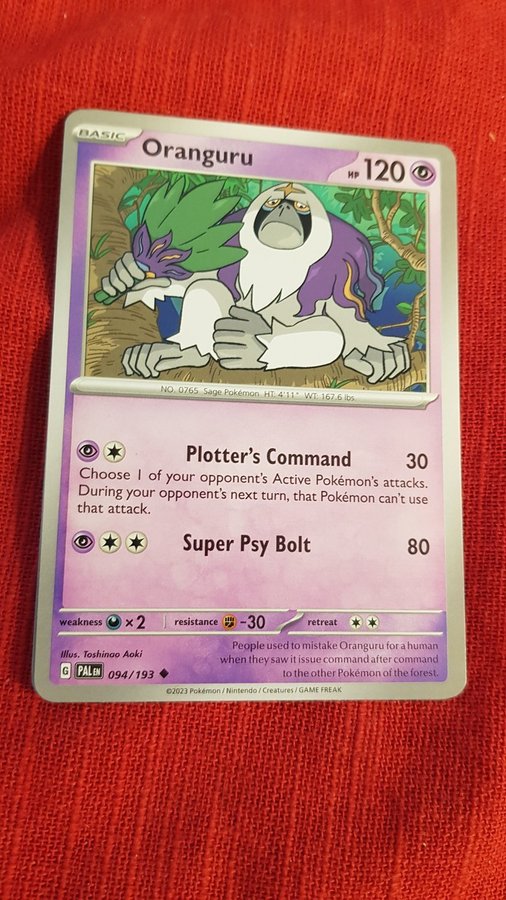 BASIC
Oranguru
HP 120
NO. 0765 Sage Pokémon HT: 4'11" WT: 167.6 lbs.
Plotter's Command 30
Choose 1 of your opponent's Active Pokémon's attacks.
During your opponent's next turn, that Pokémon can't use
that attack.
Super Psy Bolt 80
weakness ×2 resistance -30 retreat
Illus. Toshinao Aoki
People used to mistake Oranguru for a human
when they saw it issue command after command
to the other Pokémon of the forest.
G PAL EN 094/193
©2023 Pokémon / Nintendo / Creatures / GAME FREAK